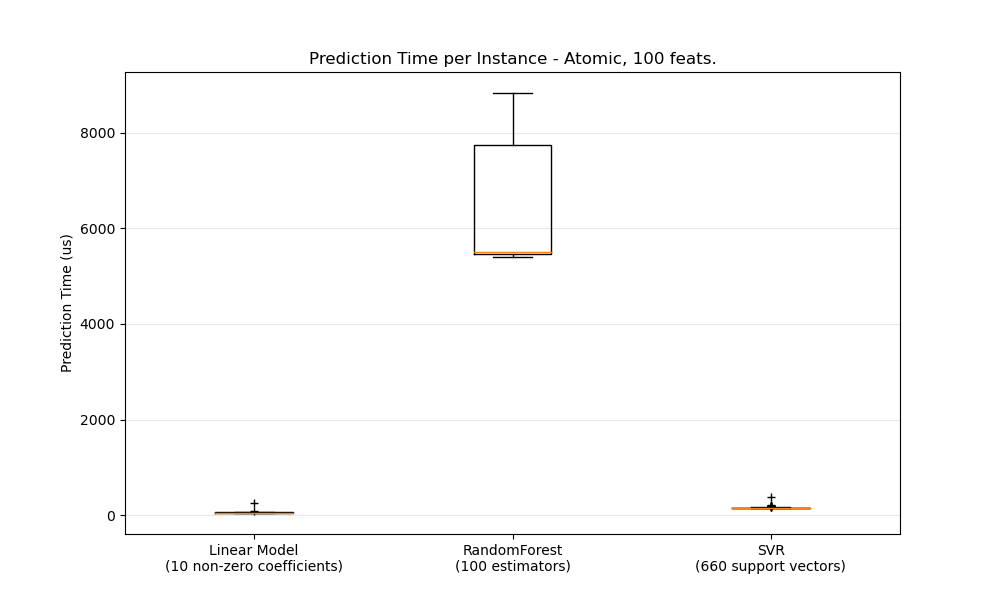 Prediction Time per Instance - Atomic, 100 feats.
Prediction Time (us)
8000
6000
4000
2000
0
Linear Model
(10 non-zero coefficients)
RandomForest
(100 estimators)
SVR
(660 support vectors)